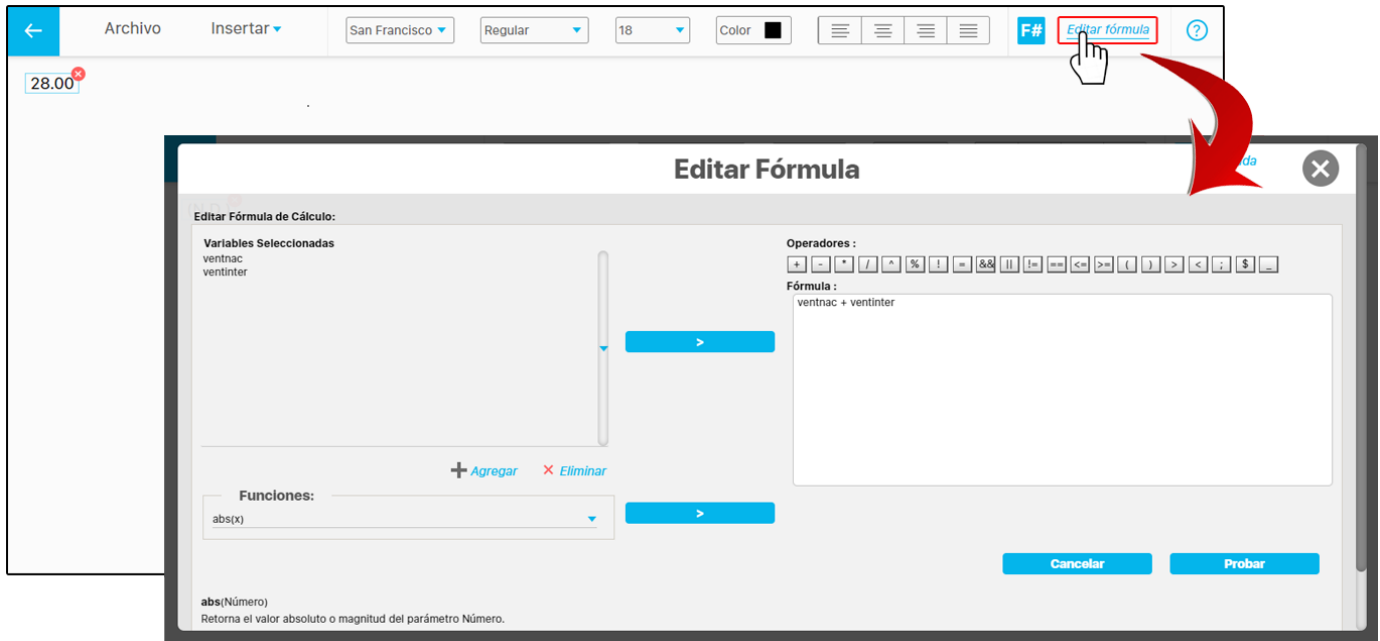 Archivo Insertar San Francisco Regular 18 Color F# Editar fórmula ?
28.00
Editar Fórmula
Editar Fórmula de Cálculo:
Variables Seleccionadas
ventnac
ventinter
Operadores :
+ - * / ^ % ! = && || != == <= >= ( ) > < ; $ _
Fórmula :
ventnac + ventinter
>
Agregar Eliminar
Funciones:
abs(x)
>
Cancelar Probar
abs(Número)
Retorna el valor absoluto o magnitud del parámetro Número.